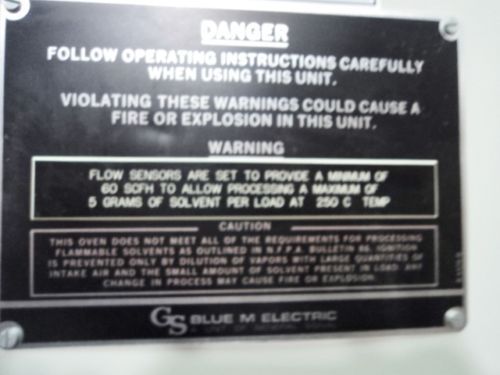 DANGER
FOLLOW OPERATING INSTRUCTIONS CAREFULLY
WHEN USING THIS UNIT.
VIOLATING THESE WARNINGS COULD CAUSE A
FIRE OR EXPLOSION IN THIS UNIT.
WARNING
FLOW SENSORS ARE SET TO PROVIDE A MINIMUM OF
60 SCFH TO ALLOW PROCESSING A MAXIMUM OF
5 GRAMS OF SOLVENT PER LOAD AT 250 C TEMP
CAUTION
THIS OVEN DOES NOT MEET ALL OF THE REQUIREMENTS FOR PROCESSING
FLAMMABLE SOLVENTS AS OUTLINED IN N.F.P.A. BULLETIN 86. IGNITION
IS PREVENTED ONLY BY DILUTION OF VAPORS WITH LARGE QUANTITIES OF
INTAKE AIR AND THE SMALL AMOUNT OF SOLVENT PRESENT IN LOAD. ANY
CHANGE IN PROCESS MAY CAUSE FIRE OR EXPLOSION.
GS BLUE M ELECTRIC
A UNIT OF GENERAL SIGNAL